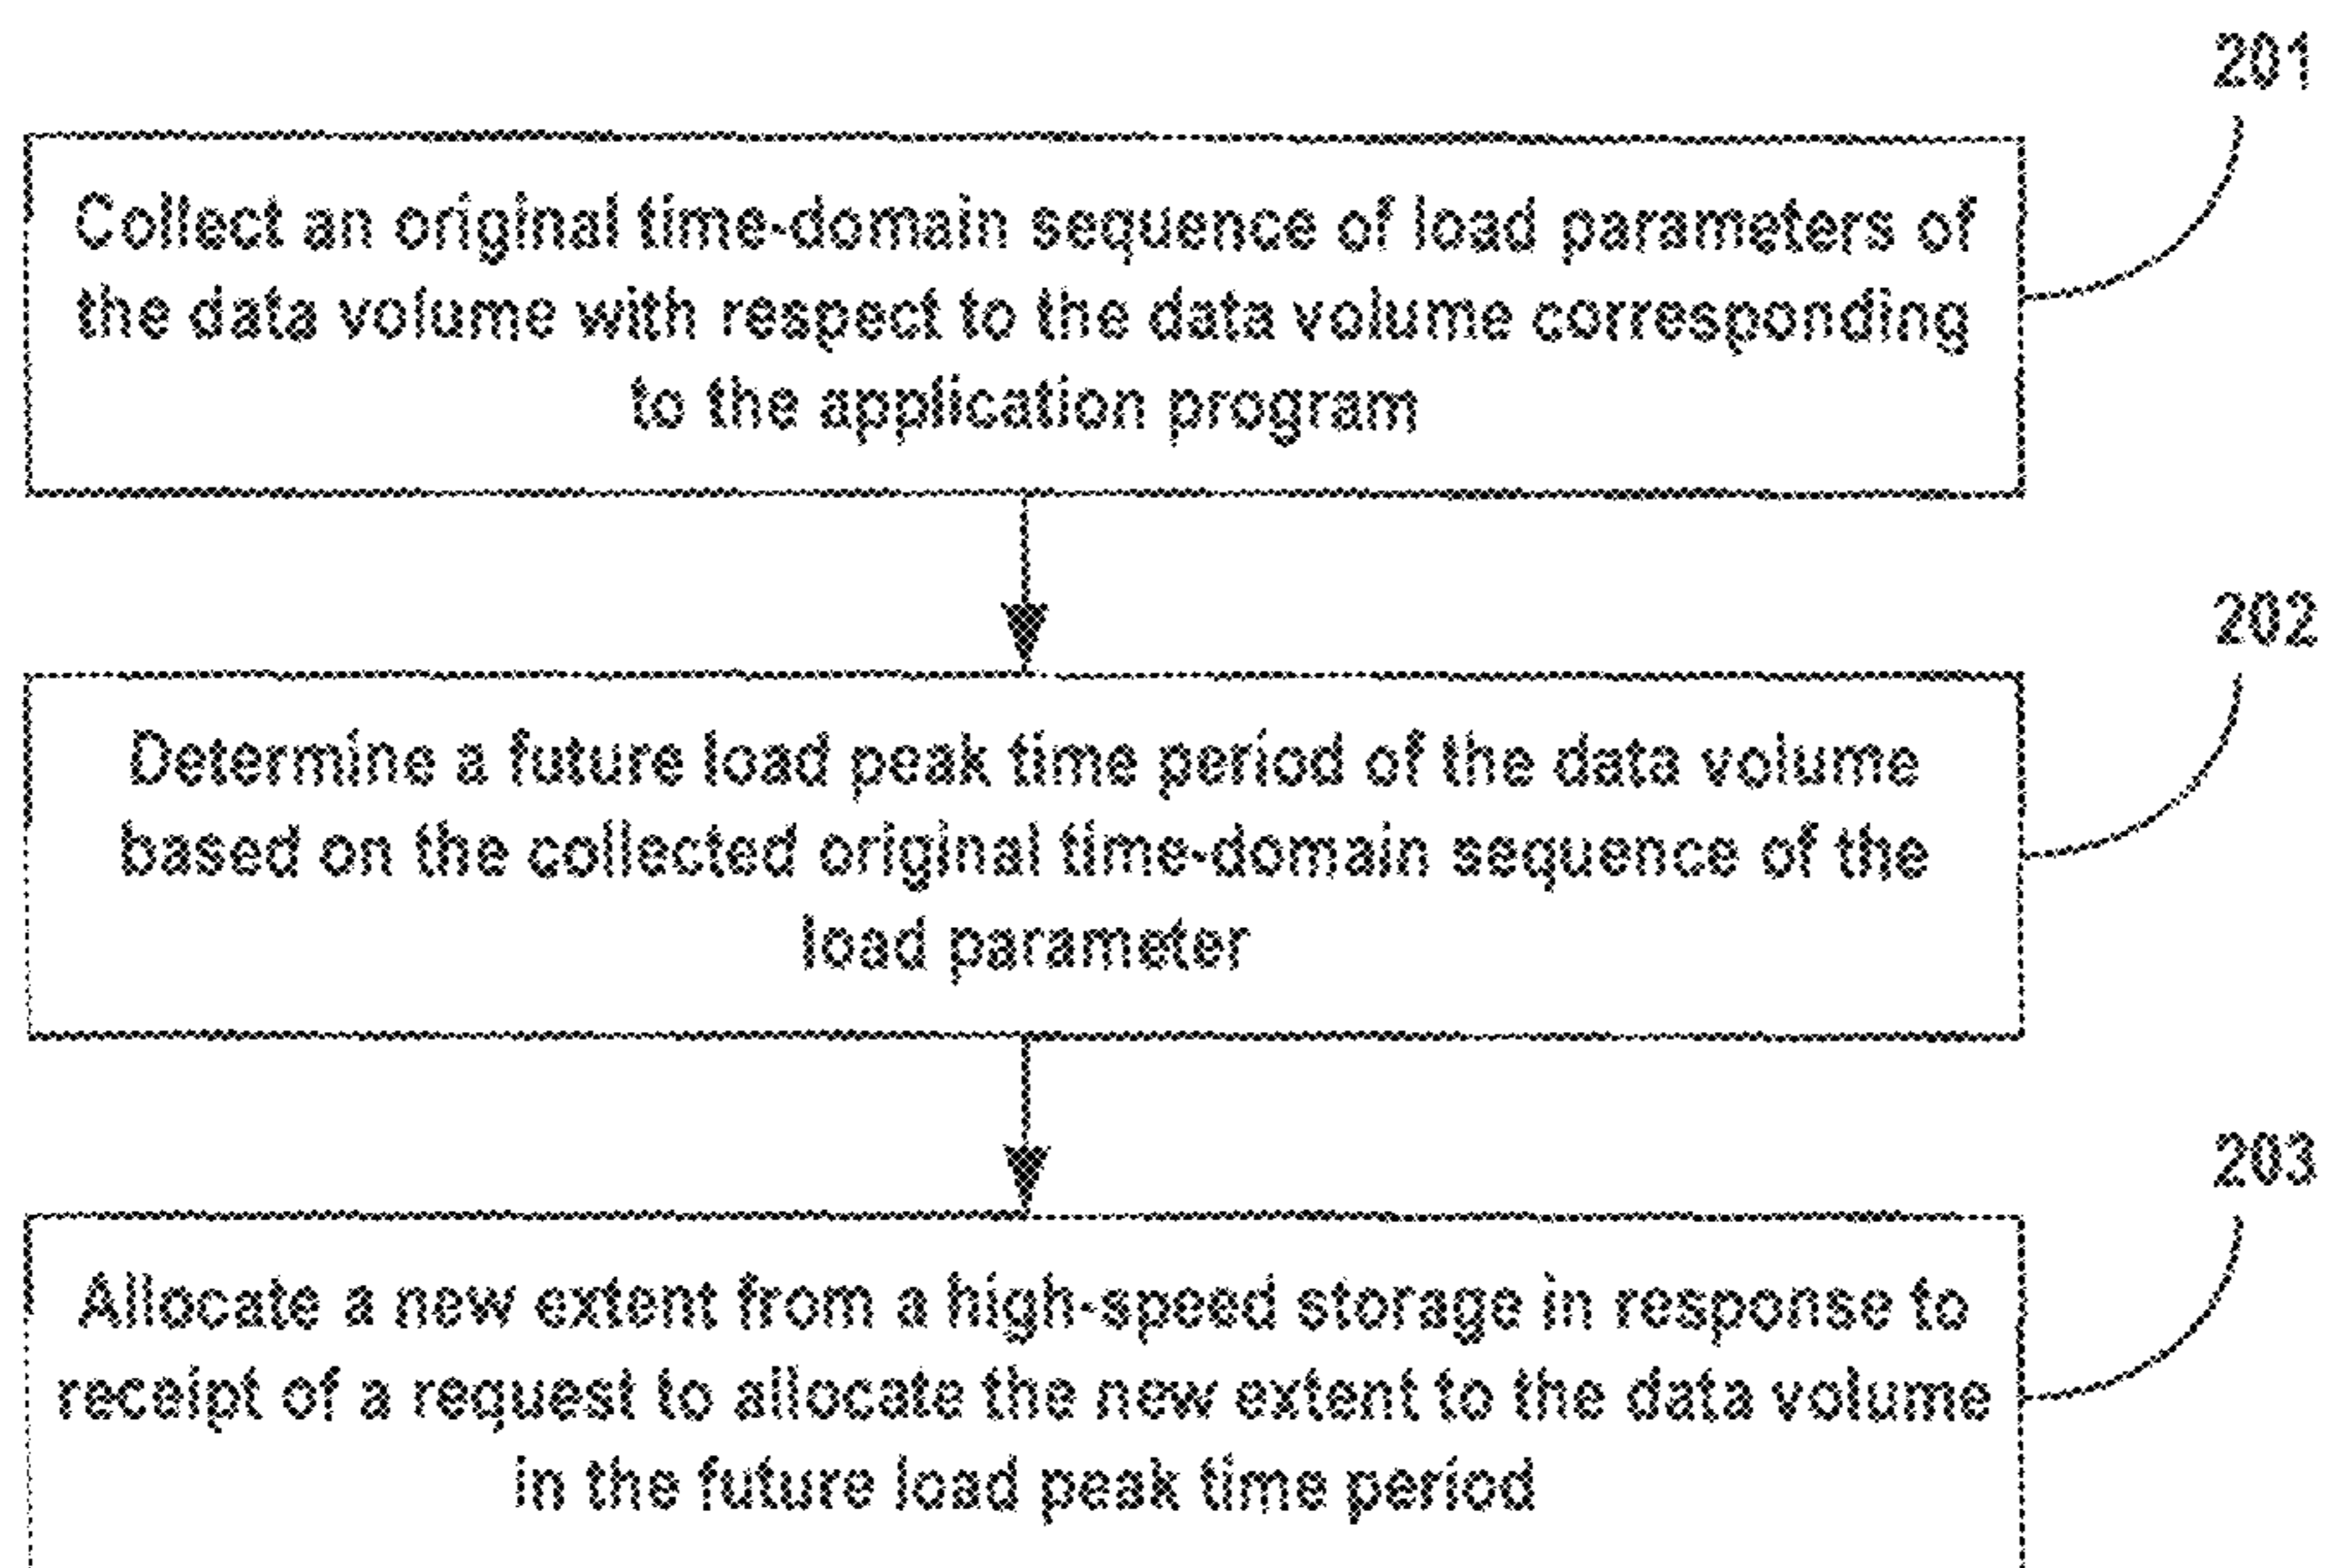 201
Collect an original time-domain sequence of load parameters of
the data volume with respect to the data volume corresponding
to the application program
202
Determine a future load peak time period of the data volume
based on the collected original time-domain sequence of the
load parameter
203
Allocate a new extent from a high-speed storage in response to
receipt of a request to allocate the new extent to the data volume
in the future load peak time period